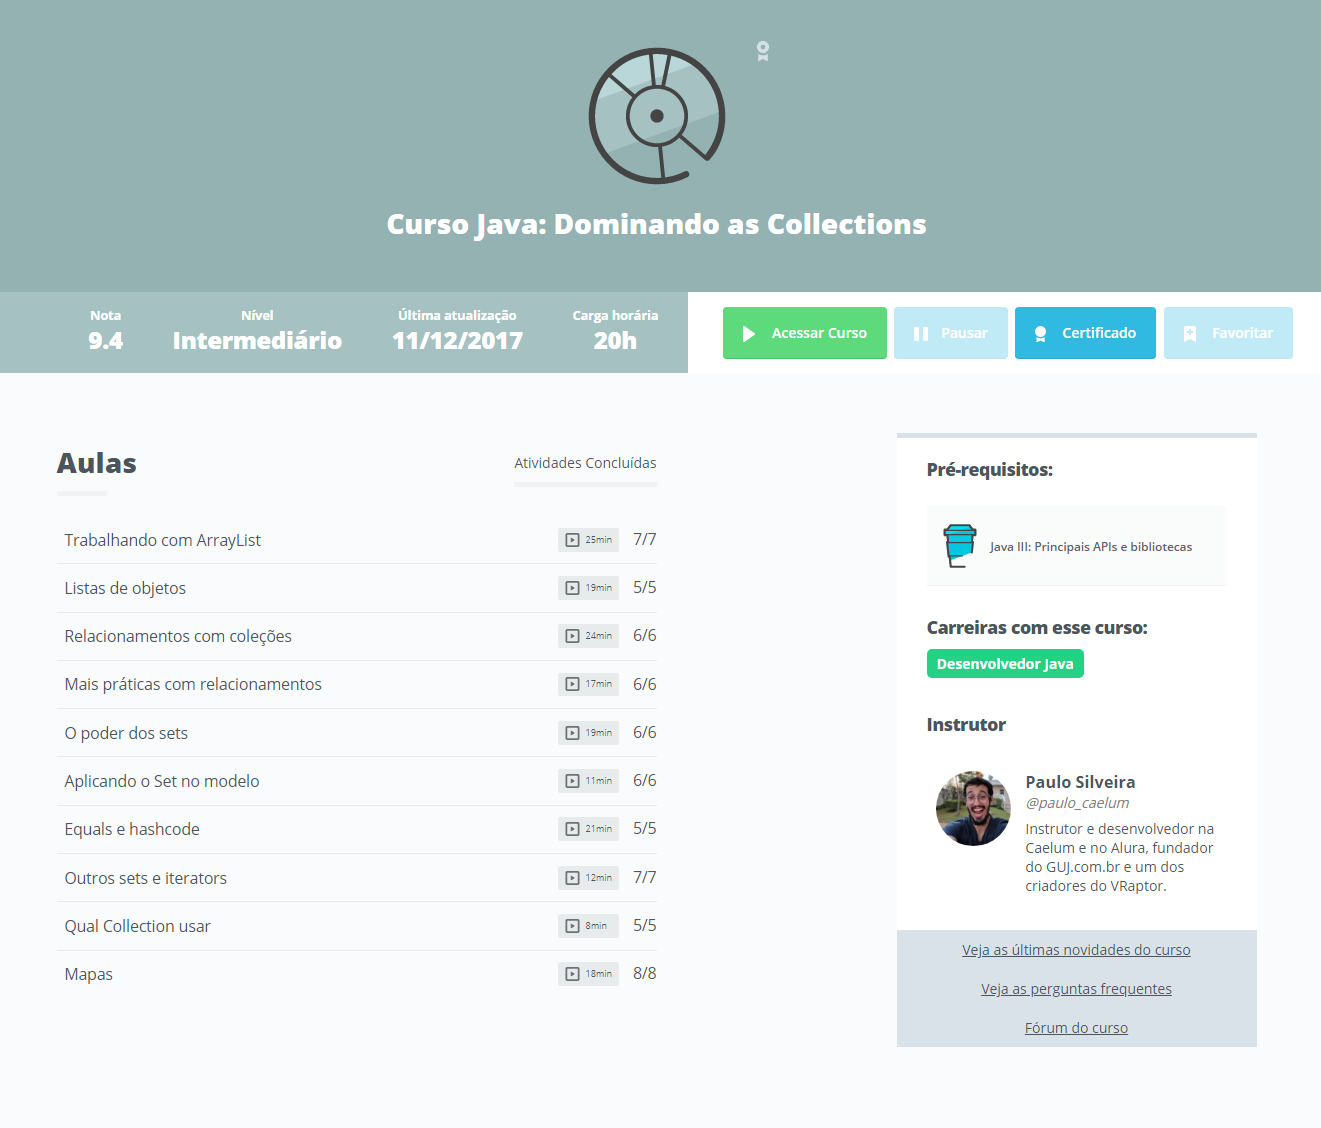 Curso Java: Dominando as Collections
Nota
9.4
Nível
Intermediário
Última atualização
11/12/2017
Carga horária
20h
Acessar Curso
Pausar
Certificado
Favoritar
Aulas
Atividades Concluídas
Trabalhando com ArrayList 25min 7/7
Listas de objetos 19min 5/5
Relacionamentos com coleções 24min 6/6
Mais práticas com relacionamentos 17min 6/6
O poder dos sets 19min 6/6
Aplicando o Set no modelo 11min 6/6
Equals e hashcode 21min 5/5
Outros sets e iterators 12min 7/7
Qual Collection usar 8min 5/5
Mapas 18min 8/8
Pré-requisitos:
Java III: Principais APIs e bibliotecas
Carreiras com esse curso:
Desenvolvedor Java
Instrutor
Paulo Silveira
@paulo_caelum
Instrutor e desenvolvedor na
Caelum e no Alura, fundador
do GUJ.com.br e um dos
criadores do VRaptor.
Veja as últimas novidades do curso
Veja as perguntas frequentes
Fórum do curso